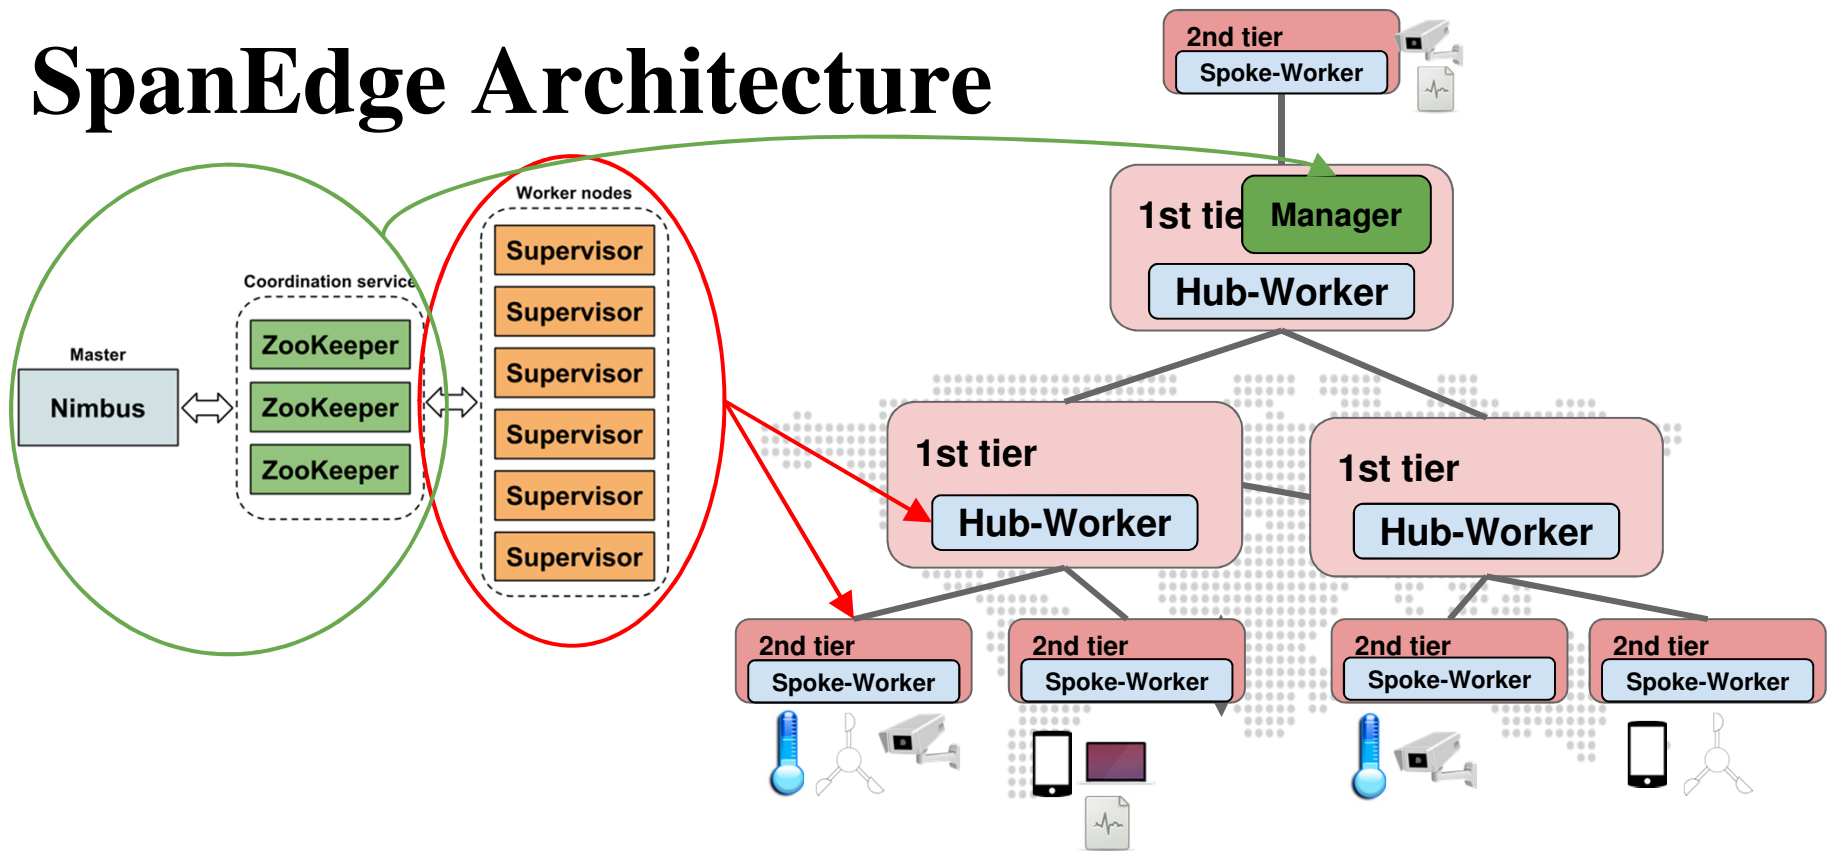 SpanEdge Architecture
2nd tier
Spoke-Worker
Worker nodes
Supervisor
Supervisor
Supervisor
Supervisor
Supervisor
Supervisor
Coordination service
ZooKeeper
ZooKeeper
ZooKeeper
Master
Nimbus
1st tie
Manager
Hub-Worker
1st tier
Hub-Worker
1st tier
Hub-Worker
2nd tier
Spoke-Worker
2nd tier
Spoke-Worker
2nd tier
Spoke-Worker
2nd tier
Spoke-Worker